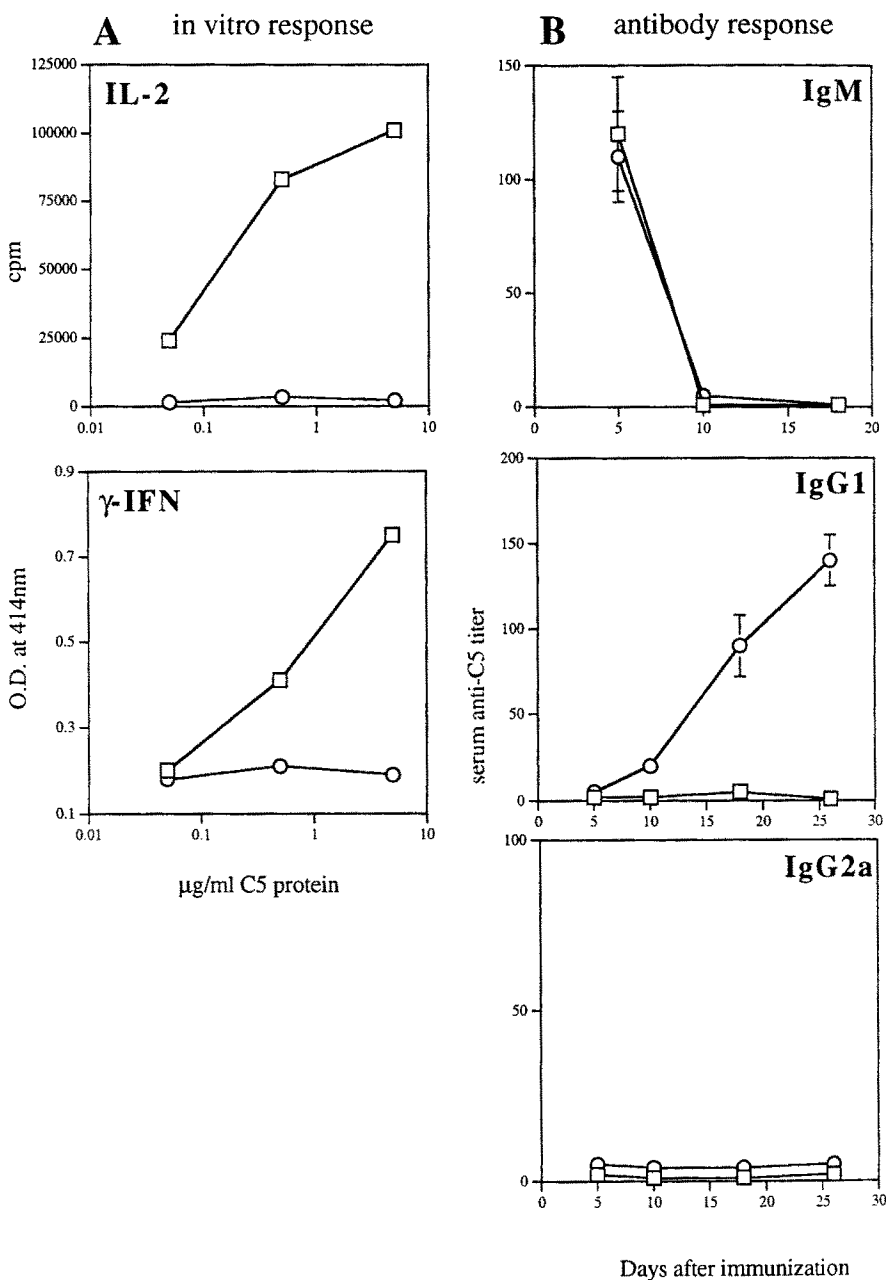 A in vitro response
IL-2
125000
100000
75000
50000
25000
0
cpm
0.01 0.1 1 10
γ-IFN
0.9
0.7
0.5
0.3
0.1
O.D. at 414nm
0.01 0.1 1 10
μg/ml C5 protein
B antibody response
IgM
150
100
50
0
0 5 10 15 20
IgG1
200
150
100
50
0
serum anti-C5 titer
0 5 10 15 20 25 30
IgG2a
100
50
0
0 5 10 15 20 25 30
Days after immunization